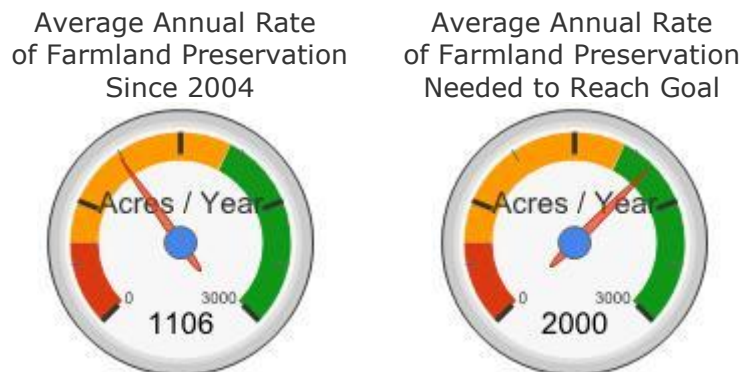 Average Annual Rate
of Farmland Preservation
Since 2004
Acres / Year
0
3000
1106
Average Annual Rate
of Farmland Preservation
Needed to Reach Goal
Acres / Year
0
3000
2000